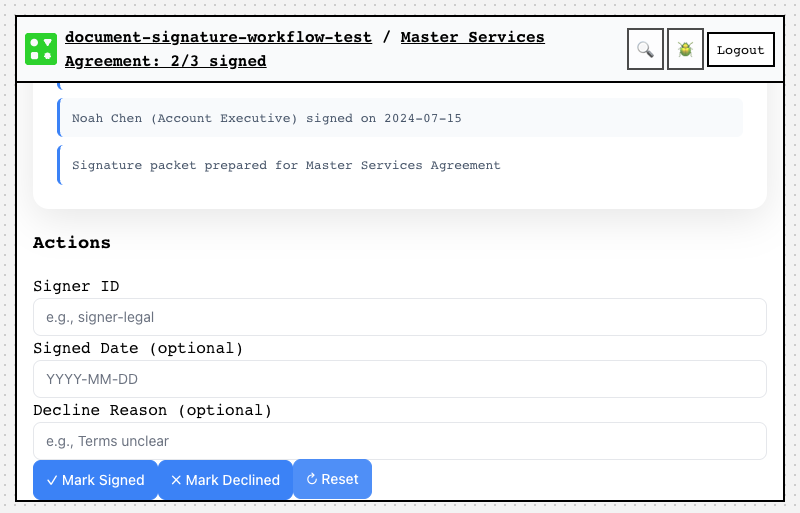 document-signature-workflow-test / Master Services
Agreement: 2/3 signed
Logout
Noah Chen (Account Executive) signed on 2024-07-15
Signature packet prepared for Master Services Agreement
Actions
Signer ID
e.g., signer-legal
Signed Date (optional)
YYYY-MM-DD
Decline Reason (optional)
e.g., Terms unclear
✓ Mark Signed ✕ Mark Declined ↻ Reset